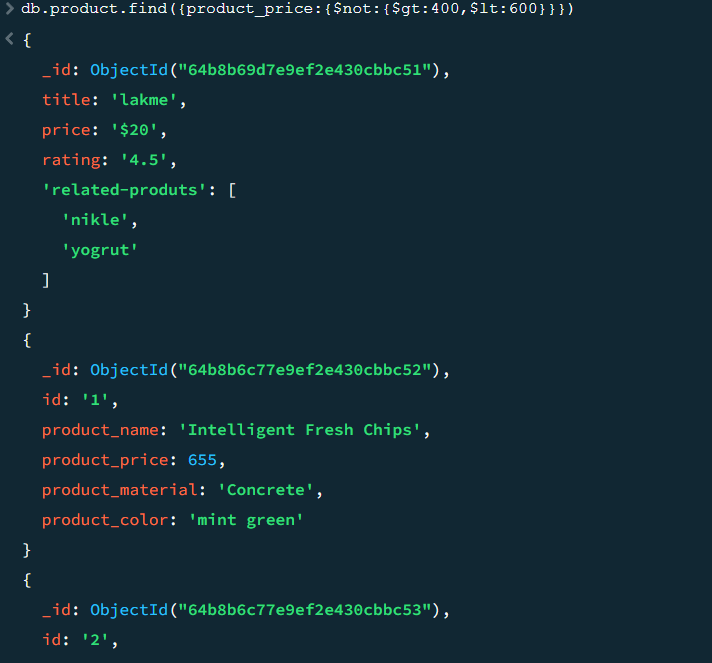 > db.product.find({product_price:{$not:{$gt:400,$lt:600}}})
< {
_id: ObjectId("64b8b69d7e9ef2e430cbbc51"),
title: 'lakme',
price: '$20',
rating: '4.5',
'related-produts': [
'nikle',
'yogrut'
]
}
{
_id: ObjectId("64b8b6c77e9ef2e430cbbc52"),
id: '1',
product_name: 'Intelligent Fresh Chips',
product_price: 655,
product_material: 'Concrete',
product_color: 'mint green'
}
{
_id: ObjectId("64b8b6c77e9ef2e430cbbc53"),
id: '2',